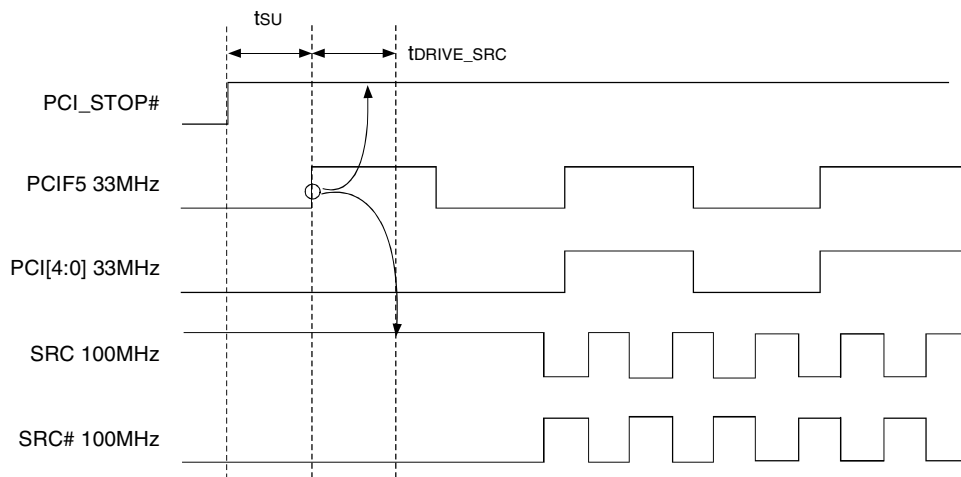 tSU
tDRIVE_SRC
PCI_STOP#
PCIF5 33MHz
PCI[4:0] 33MHz
SRC 100MHz
SRC# 100MHz